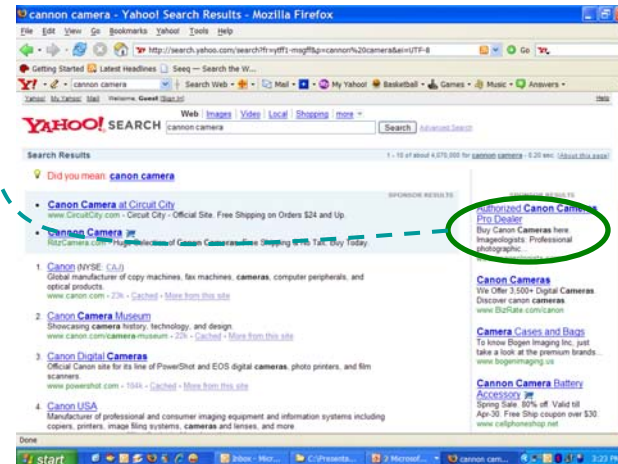 cannon camera - Yahoo! Search Results - Mozilla Firefox
File Edit View Go Bookmarks Yahoo! Tools Help
http://search.yahoo.com/search?fr=ytff1-msgff&p=cannon%20camera&ei=UTF-8 Go
Getting Started Latest Headlines Seeq — Search the W...
Y! cannon camera Search Web Mail My Yahoo! Basketball Games Music Answers
Yahoo! My Yahoo! Mail Welcome, Guest [Sign In] Help
Web Images Video Local Shopping more
YAHOO! SEARCH cannon camera Search Advanced Search
Search Results 1 - 10 of about 4,070,000 for cannon camera - 0.20 sec. (About this page)
Did you mean: canon camera
SPONSOR RESULTS
Canon Camera at Circuit City
www.CircuitCity.com - Circuit City - Official Site. Free Shipping on Orders $24 and Up.
Cannon Camera
RitzCamera.com - Huge Selection of Canon Cameras. Free Shipping & No Tax. Buy Today.
1. Canon (NYSE: CAJ)
Global manufacturer of copy machines, fax machines, cameras, computer peripherals, and
optical products.
www.canon.com - 23k - Cached - More from this site
2. Canon Camera Museum
Showcasing camera history, technology, and design.
www.canon.com/camera-museum - 22k - Cached - More from this site
3. Canon Digital Cameras
Official Canon site for its line of PowerShot and EOS digital cameras, photo printers, and film
scanners.
www.powershot.com - 104k - Cached - More from this site
4. Canon USA
Manufacturer of professional and consumer imaging equipment and information systems including
copiers, printers, image filing systems, cameras and lenses, and more
SPONSOR RESULTS
Authorized Canon Cameras
Pro Dealer
Buy Canon Cameras here.
Imageologists: Professional
photographic...
Canon Cameras
We Offer 3,500+ Digital Cameras.
Discover canon cameras.
www.BizRate.com/canon
Camera Cases and Bags
To know Bogen Imaging Inc, just
take a look at the premium brands...
www.bogenimaging.us
Cannon Camera Battery
Accessory
Spring Sale. 80% off. Valid till
Apr-30. Free Ship coupon over $30.
www.cellphoneshop.net
Done
start Inbox - Micr... C:\Presenta... 2 Microsof... cannon cam... 3:23 PM